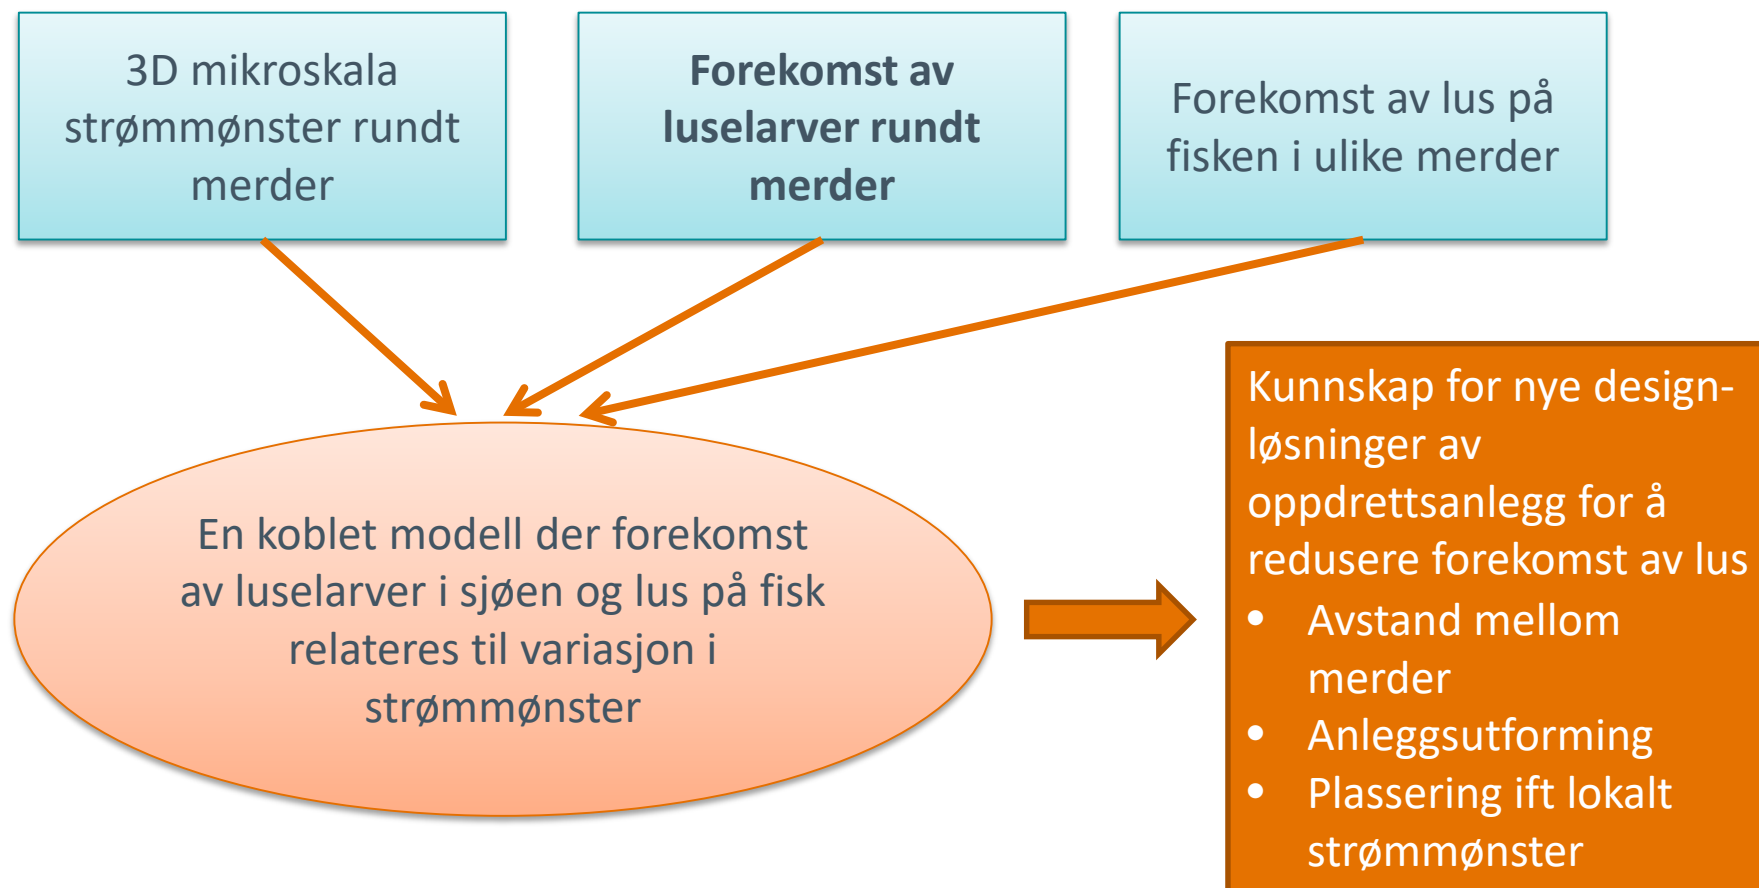 3D mikroskala
strømmønster rundt
merder
Forekomst av
luselarver rundt
merder
Forekomst av lus på
fisken i ulike merder
En koblet modell der forekomst
av luselarver i sjøen og lus på fisk
relateres til variasjon i
strømmønster
Kunnskap for nye design-
løsninger av
oppdrettsanlegg for å
redusere forekomst av lus
• Avstand mellom
merder
• Anleggsutforming
• Plassering ift lokalt
strømmønster